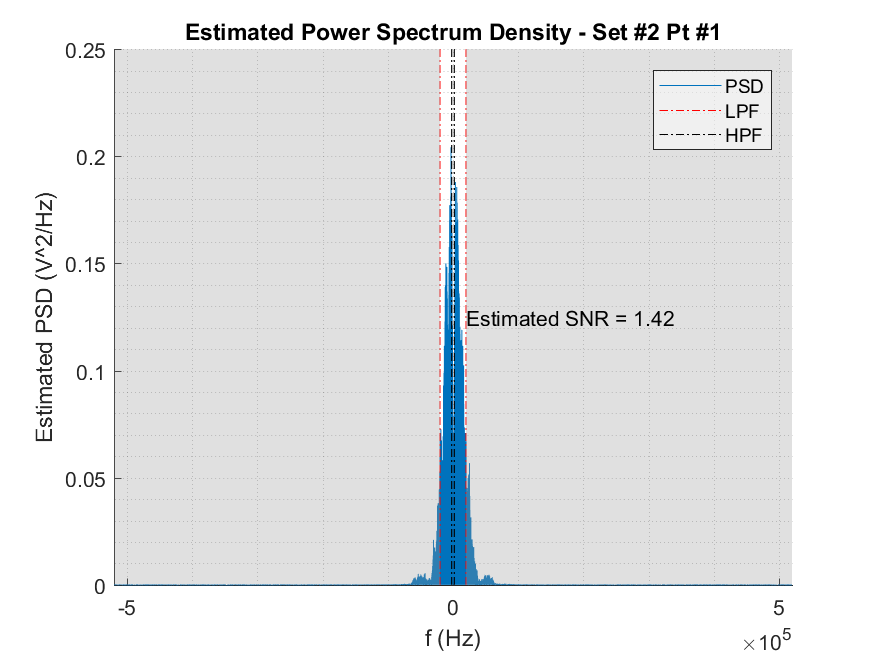 Estimated Power Spectrum Density - Set #2 Pt #1
0.25
0.2
0.15
0.1
0.05
0
Estimated PSD (V^2/Hz)
PSD
LPF
HPF
Estimated SNR = 1.42
-5
0
5
×10^5
f (Hz)